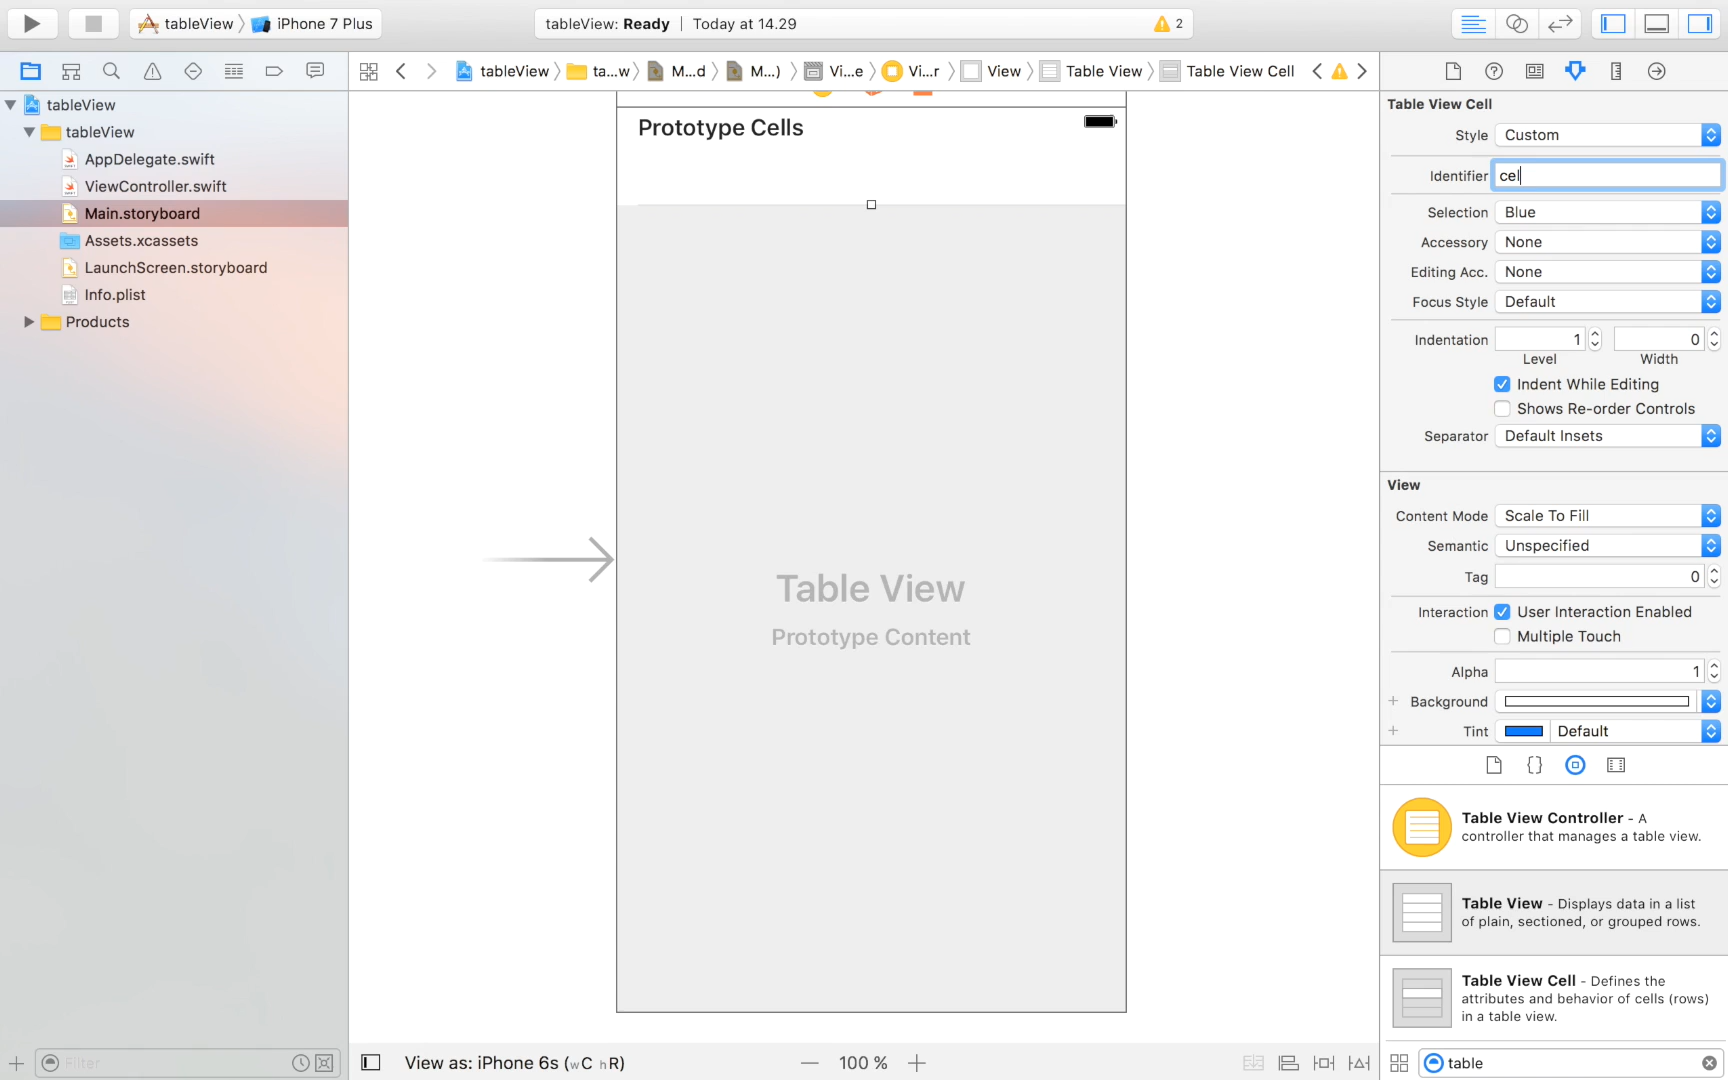 tableView iPhone 7 Plus
tableView: Ready | Today at 14.29
2
tableView ta...w M...d M...) Vi...e Vi...r View Table View Table View Cell
tableView
tableView
AppDelegate.swift
ViewController.swift
Main.storyboard
Assets.xcassets
LaunchScreen.storyboard
Info.plist
Products
Filter
Prototype Cells
Table View
Prototype Content
View as: iPhone 6s (wC hR)
100 %
Table View Cell
Style Custom
Identifier cel
Selection Blue
Accessory None
Editing Acc. None
Focus Style Default
Indentation 1 0
Level Width
Indent While Editing
Shows Re-order Controls
Separator Default Insets
View
Content Mode Scale To Fill
Semantic Unspecified
Tag 0
Interaction User Interaction Enabled
Multiple Touch
Alpha 1
Background
Tint Default
Table View Controller - A
controller that manages a table view.
Table View - Displays data in a list
of plain, sectioned, or grouped rows.
Table View Cell - Defines the
attributes and behavior of cells (rows)
in a table view.
table